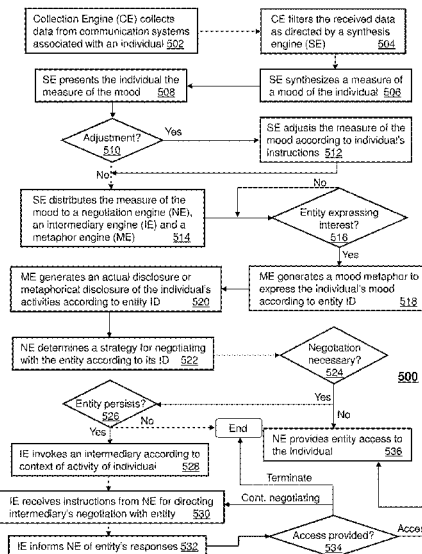 Collection Engine (CE) collects
data from communication systems
associated with an individual 502
CE filters the received data
as directed by a synthesis
engine (SE) 504
SE presents the individual the
measure of the mood 508
SE synthesizes a measure of
a mood of the individual 506
Adjustment?
510
Yes
No
SE adjusts the measure of the
mood according to individual's
instructions 512
SE distributes the measure of the
mood to a negotiation engine (NE),
an intermediary engine (IE) and a
metaphor engine (ME) 514
No
Entity expressing
interest?
516
Yes
ME generates an actual disclosure or
metaphorical disclosure of the individual's
activities according to entity ID
520
ME generates a mood metaphor to
express the individual's mood
according to entity ID 518
NE determines a strategy for negotiating
with the entity according to its ID 522
Negotiation
necessary?
524
500
Yes
No
Entity persists?
526
Yes
No
End
NE provides entity access to
the individual 536
IE invokes an intermediary according to
context of activity of individual 528
Terminate
Cont. negotiating
IE receives instructions from NE for directing
intermediary's negotiation with entity 530
IE informs NE of entity's responses 532
Access provided?
534
Acces